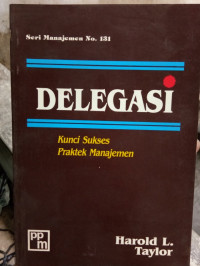 Seri Manajemen No. 131
DELEGASi
Kunci Sukses
Praktek Manajemen
ppm
Harold L.
Taylor